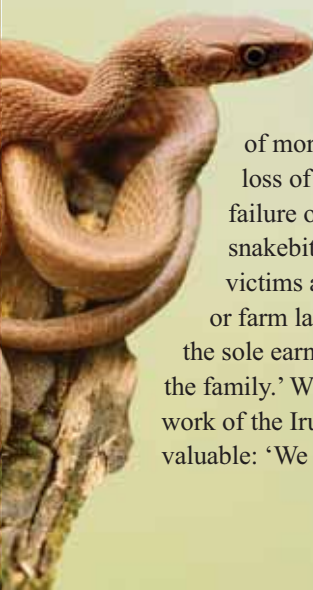 of mor
loss of
failure o
snakebit
victims a
or farm la
the sole earn
the family.’ W
work of the Iru
valuable: ‘We